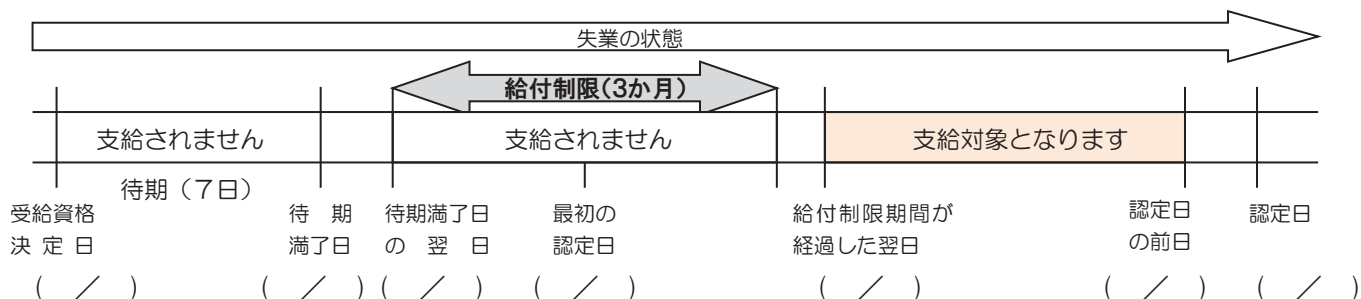 失業の状態
給付制限（3か月）
支給されません
支給されません
支給対象となります
待期（7日）
受給資格
決定日
待期
満了日
待期満了日
の翌日
最初の
認定日
給付制限期間が
経過した翌日
認定日
の前日
認定日
（　／　）
（　／　）
（　／　）
（　／　）
（　／　）
（　／　）
（　／　）